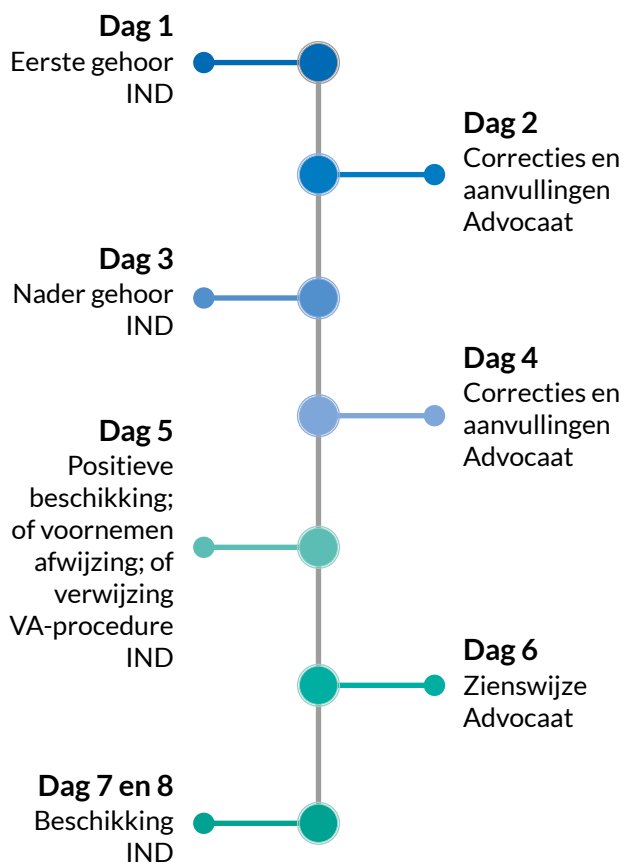 Dag 1
Eerste gehoor
IND
Dag 2
Correcties en
aanvullingen
Advocaat
Dag 3
Nader gehoor
IND
Dag 4
Correcties en
aanvullingen
Advocaat
Dag 5
Positieve
beschikking;
of voornemen
afwijzing; of
verwijzing
VA-procedure
IND
Dag 6
Zienswijze
Advocaat
Dag 7 en 8
Beschikking
IND